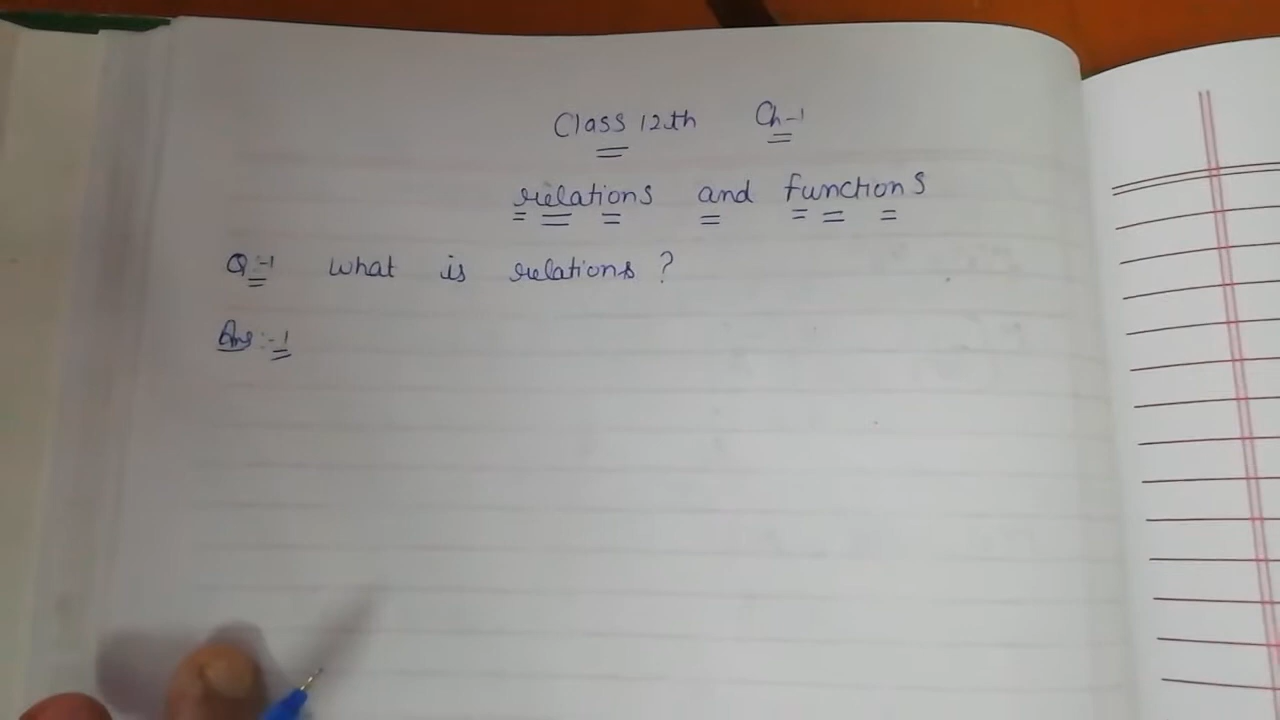 Class 12th Ch-1
relations and functions
Q:-1 What is relations ?
Ans:-1